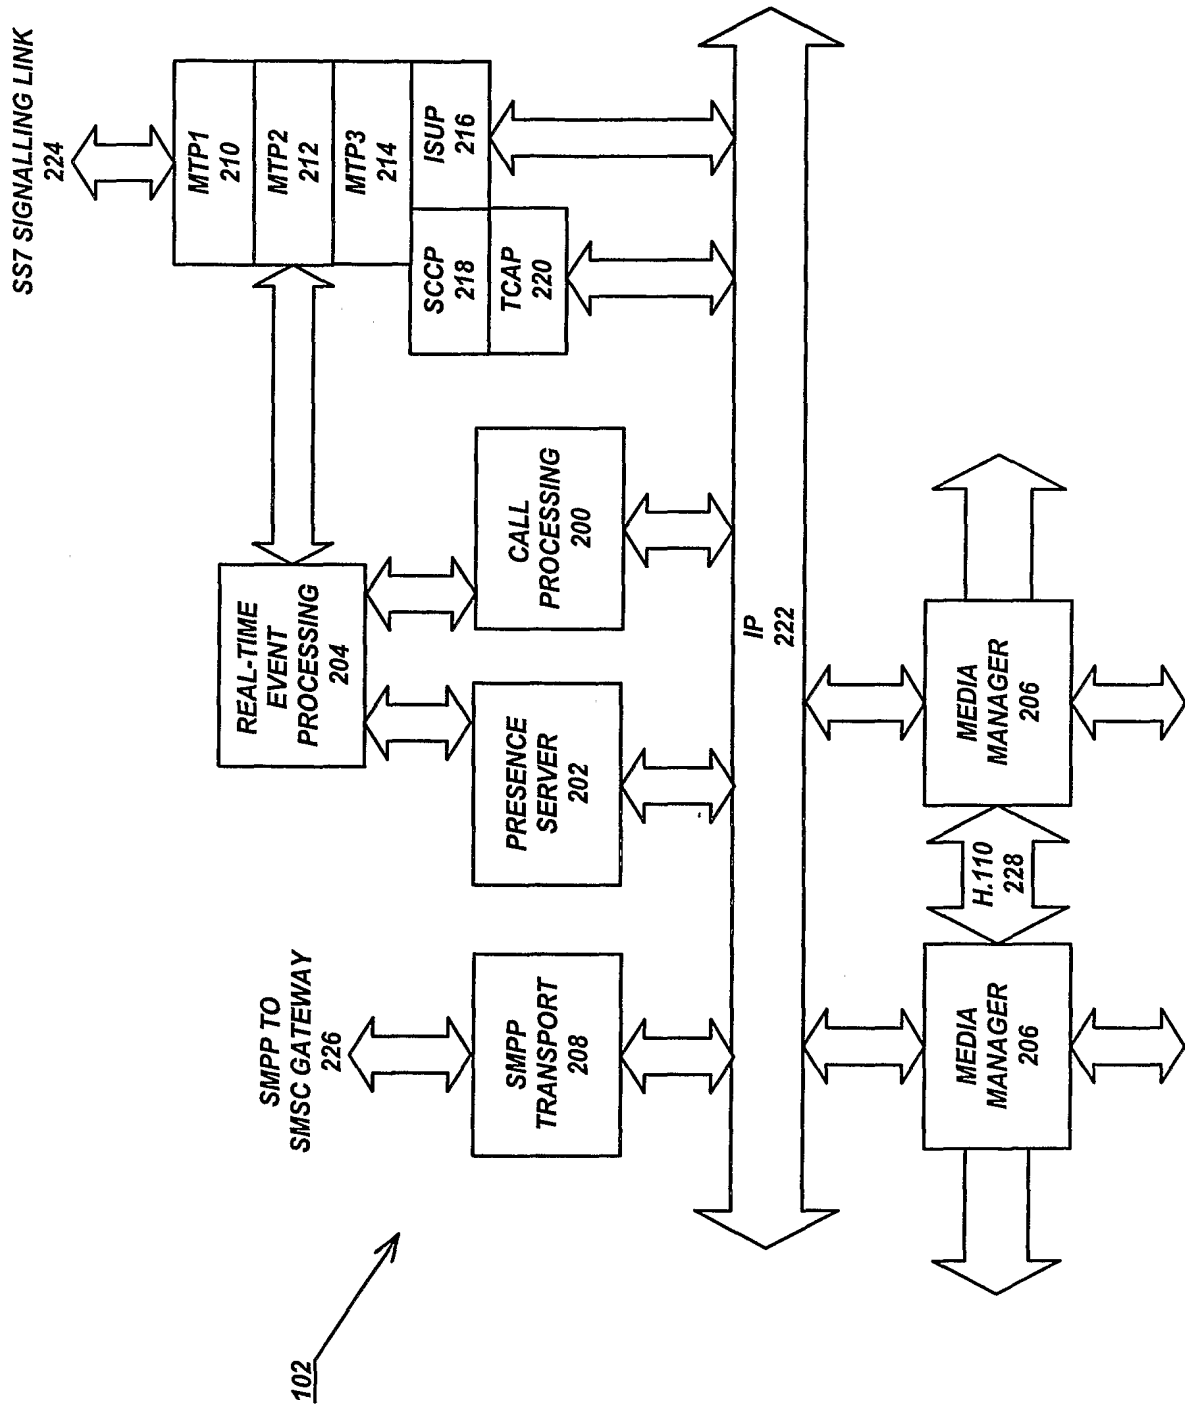 SS7 SIGNALLING LINK
224
MTP1
210
MTP2
212
MTP3
214
ISUP
216
SCCP
218
TCAP
220
REAL-TIME
EVENT
PROCESSING
204
CALL
PROCESSING
200
PRESENCE
SERVER
202
SMPP TO
SMSC GATEWAY
226
SMPP
TRANSPORT
208
IP
222
MEDIA
MANAGER
206
H.110
228
MEDIA
MANAGER
206
102